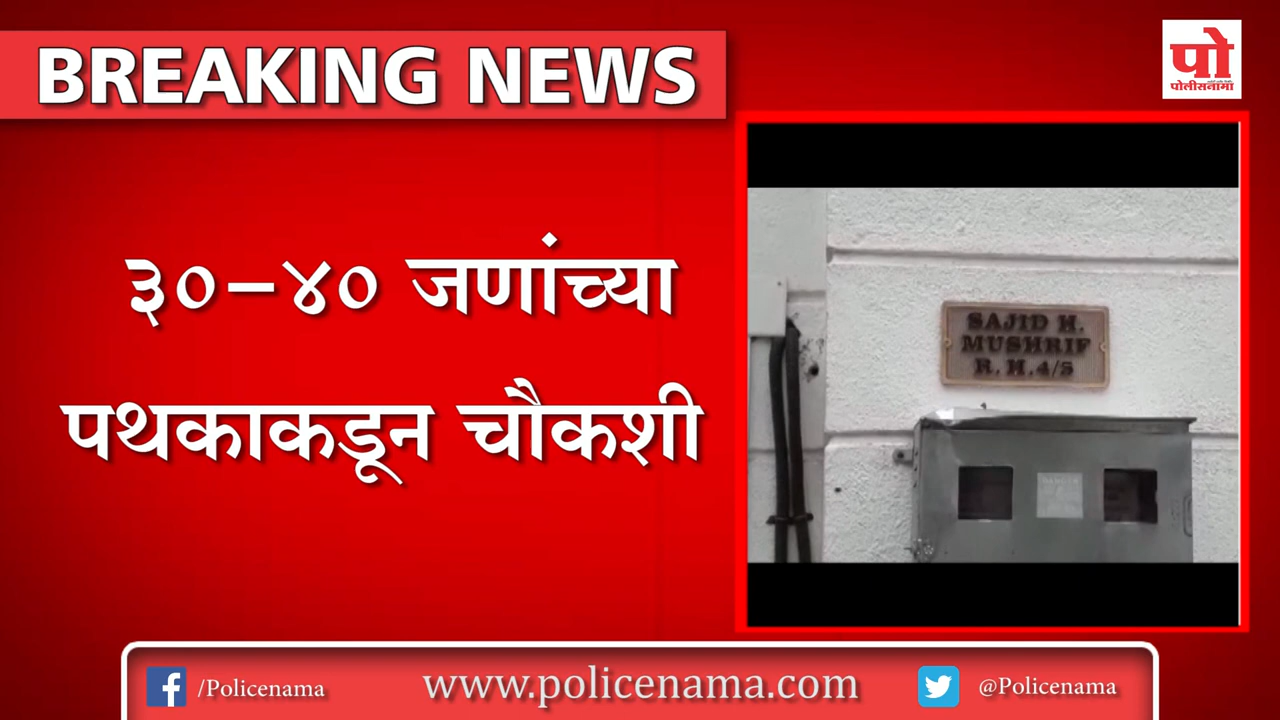 BREAKING NEWS
पो
पोलीसनामा
३०–४० जणांच्या
पथकाकडून चौकशी
SAJID H.
MUSHRIF
R. H. 4/5
/Policenama
www.policenama.com
@Policenama